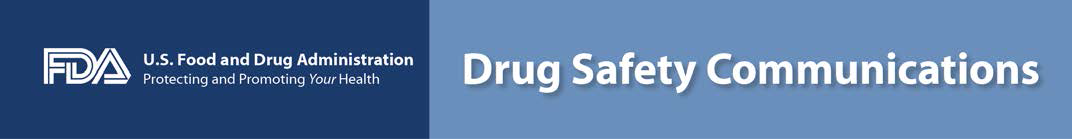 FDA
U.S. Food and Drug Administration
Protecting and Promoting Your Health
Drug Safety Communications